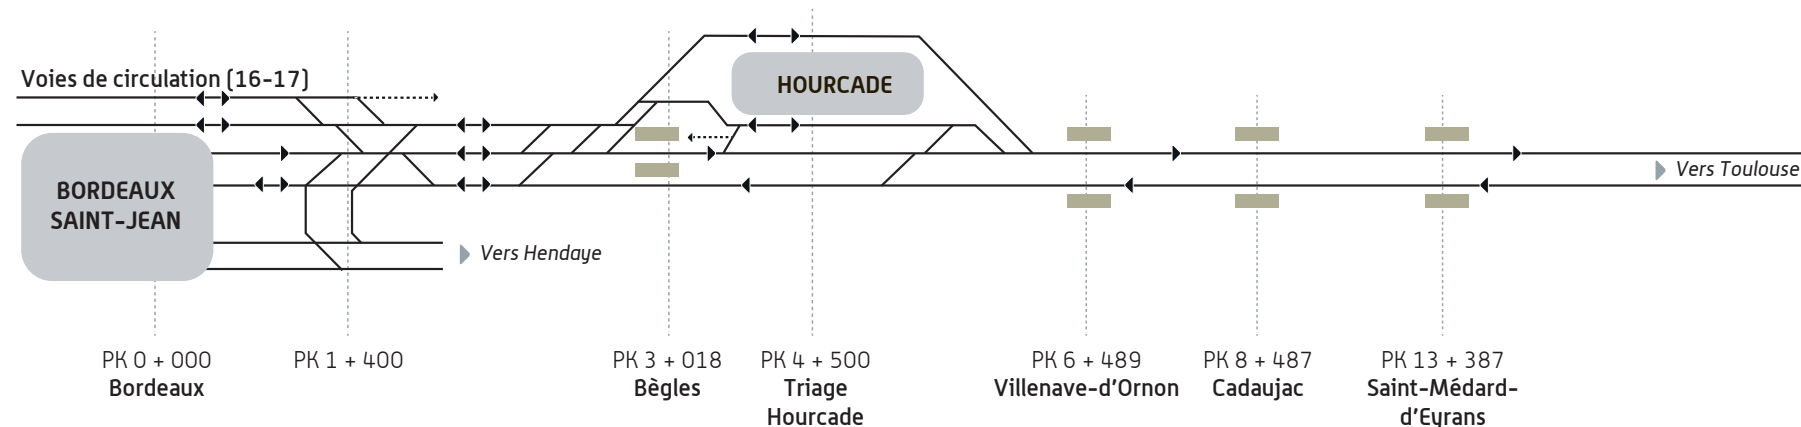 Voies de circulation (16-17)
HOURCADE
BORDEAUX
SAINT-JEAN
Vers Toulouse
Vers Hendaye
PK 0 + 000
Bordeaux
PK 1 + 400
PK 3 + 018
Bègles
PK 4 + 500
Triage
Hourcade
PK 6 + 489
Villenave-d'Ornon
PK 8 + 487
Cadaujac
PK 13 + 387
Saint-Médard-
d'Eyrans